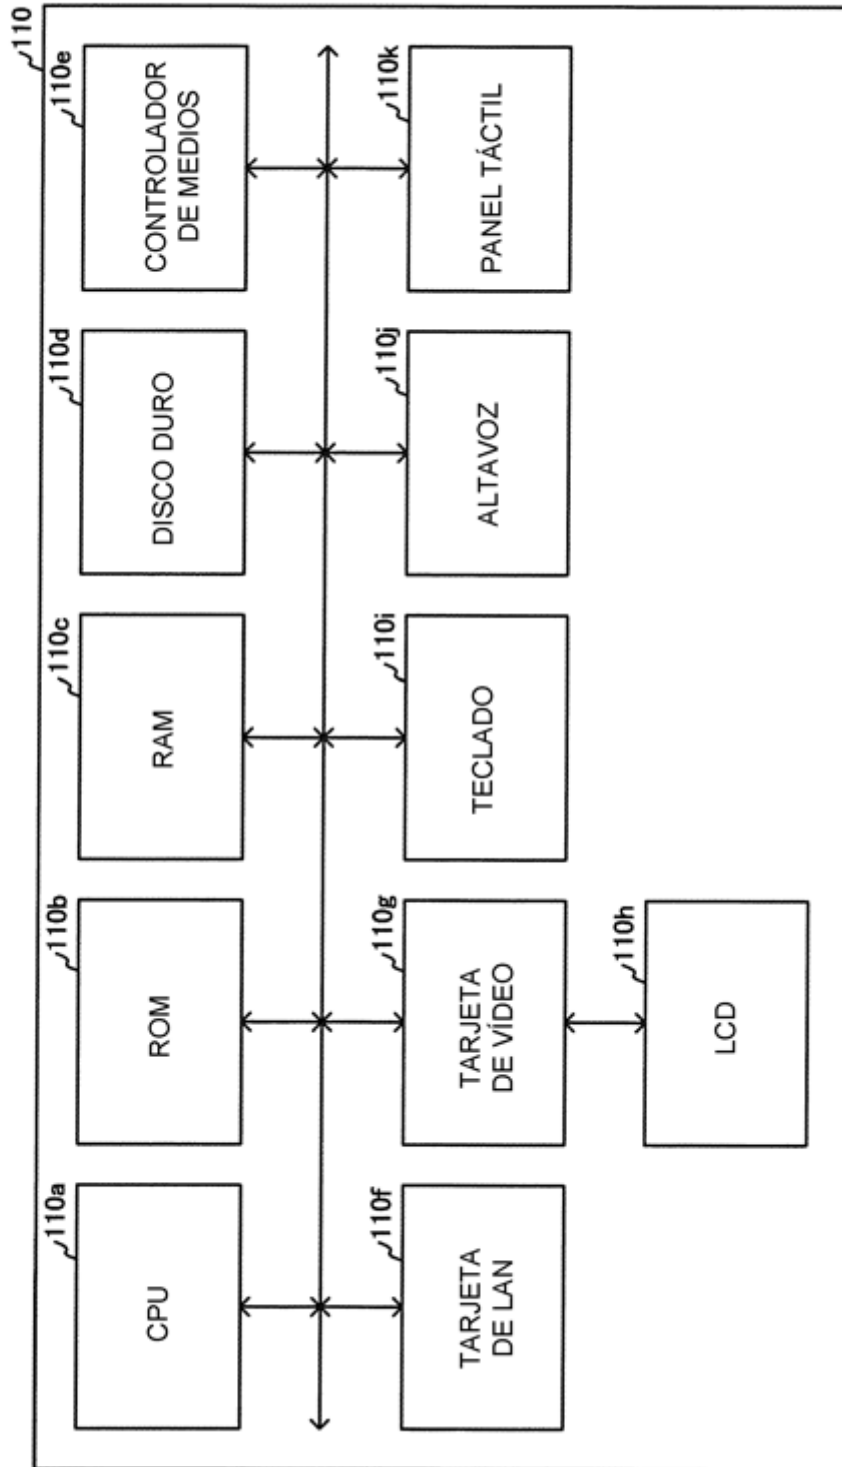 110
110a
CPU
110b
ROM
110c
RAM
110d
DISCO DURO
110e
CONTROLADOR
DE MEDIOS
110f
TARJETA
DE LAN
110g
TARJETA
DE VÍDEO
110i
TECLADO
110j
ALTAVOZ
110k
PANEL TÁCTIL
110h
LCD